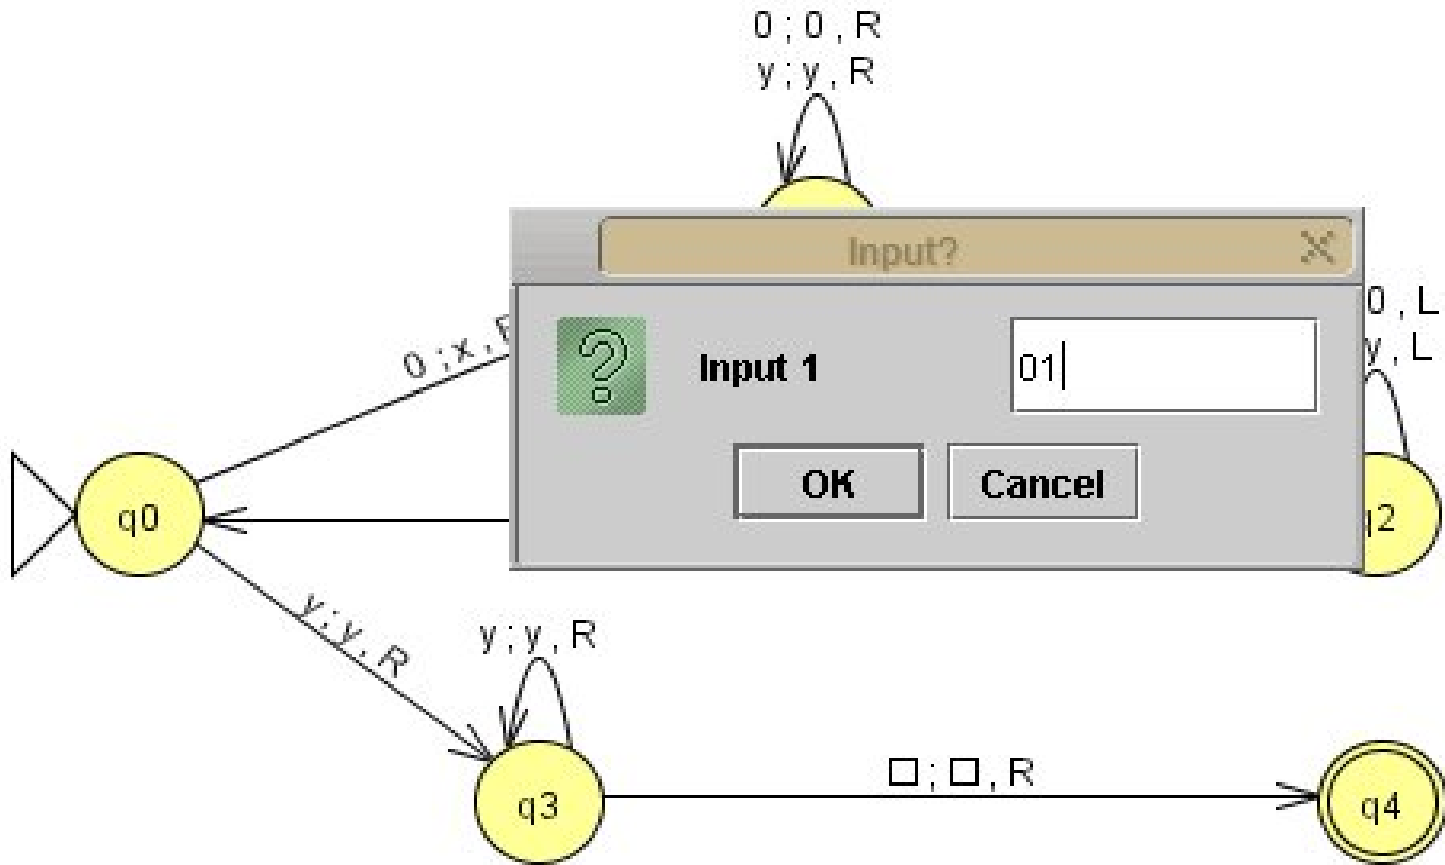 0 ; 0 , R
y ; y , R
Input?
0 , L
y , L
0 ; x ,
Input 1
01
OK
Cancel
q0
q2
y ; y , R
y ; y , R
□ ; □ , R
q3
q4